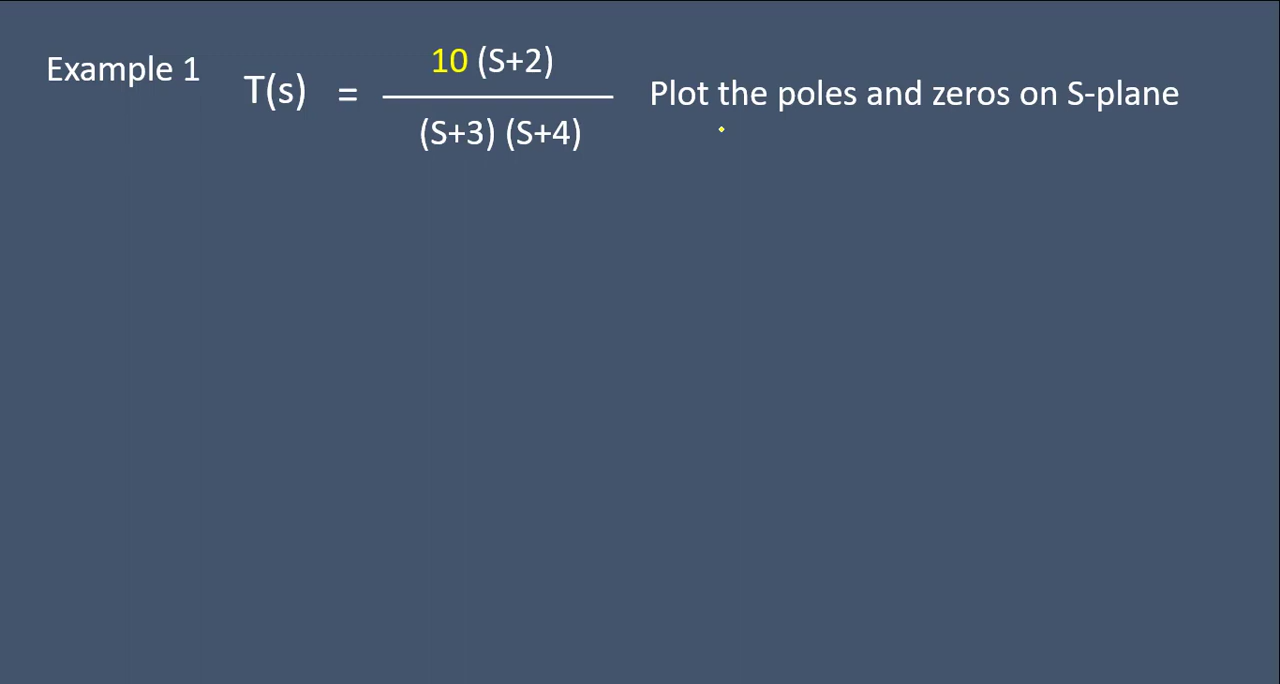 Example 1
T(s) = 10 (S+2)
(S+3) (S+4)
Plot the poles and zeros on S-plane